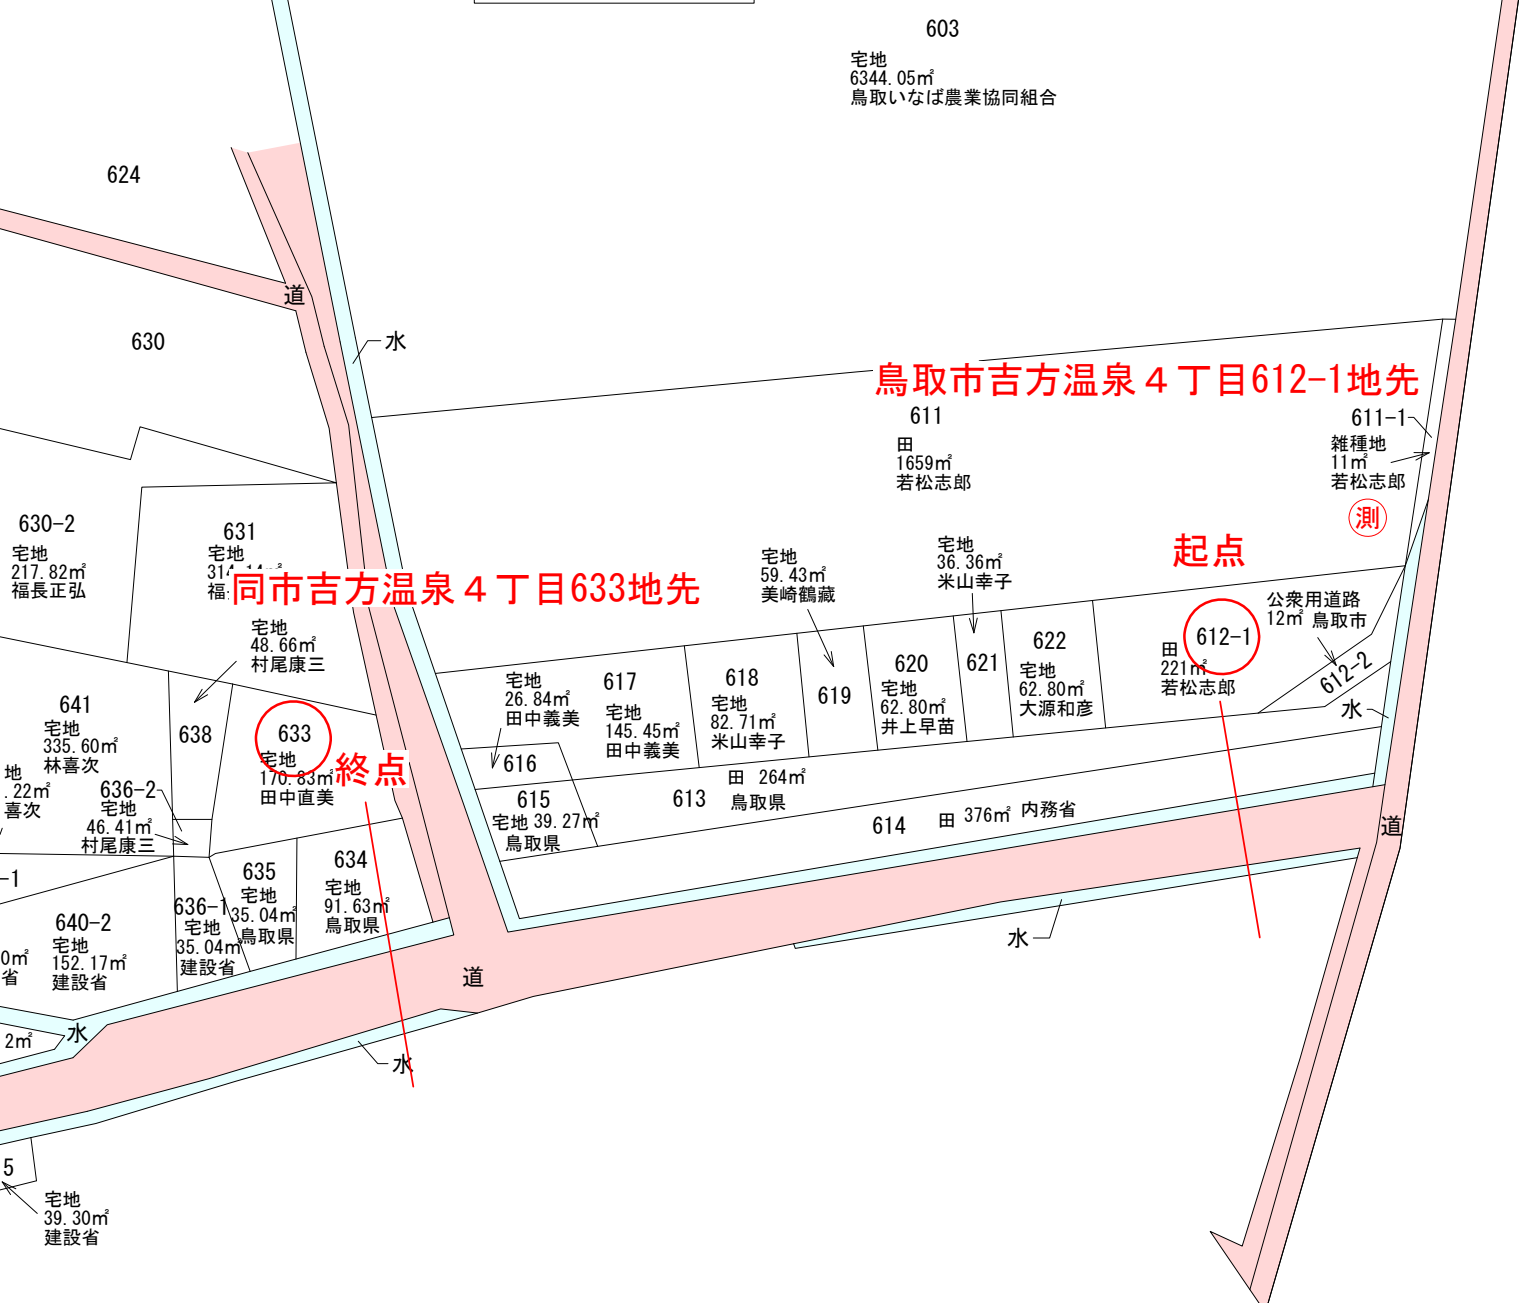 603
宅地
6344.05㎡
鳥取いなば農業協同組合
624
道
630
水
鳥取市吉方温泉４丁目612-1地先
611
田
1659㎡
若松志郎
611-1
雑種地
11㎡
若松志郎
測
起点
630-2
宅地
217.82㎡
福長正弘
631
宅地
同市吉方温泉４丁目633地先
宅地
59.43㎡
美崎鶴蔵
宅地
36.36㎡
米山幸子
宅地
48.66㎡
村尾康三
公衆用道路
12㎡ 鳥取市
612-1
田
221㎡
若松志郎
612-2
水
622
宅地
62.80㎡
大源和彦
621
620
宅地
62.80㎡
井上早苗
619
618
宅地
82.71㎡
米山幸子
617
宅地
145.45㎡
田中義美
宅地
26.84㎡
田中義美
616
615
宅地 39.27㎡
鳥取県
613
田 264㎡
鳥取県
614
田 376㎡ 内務省
道
641
宅地
335.60㎡
林喜次
638
633
宅地
170.83㎡
田中直美
終点
地
.22㎡
喜次
636-2
宅地
46.41㎡
村尾康三
-1
634
宅地
91.63㎡
鳥取県
635
宅地
35.04㎡
鳥取県
636-1
宅地
35.04㎡
建設省
640-2
宅地
152.17㎡
建設省
0㎡
省
道
水
水
2㎡
水
5
宅地
39.30㎡
建設省